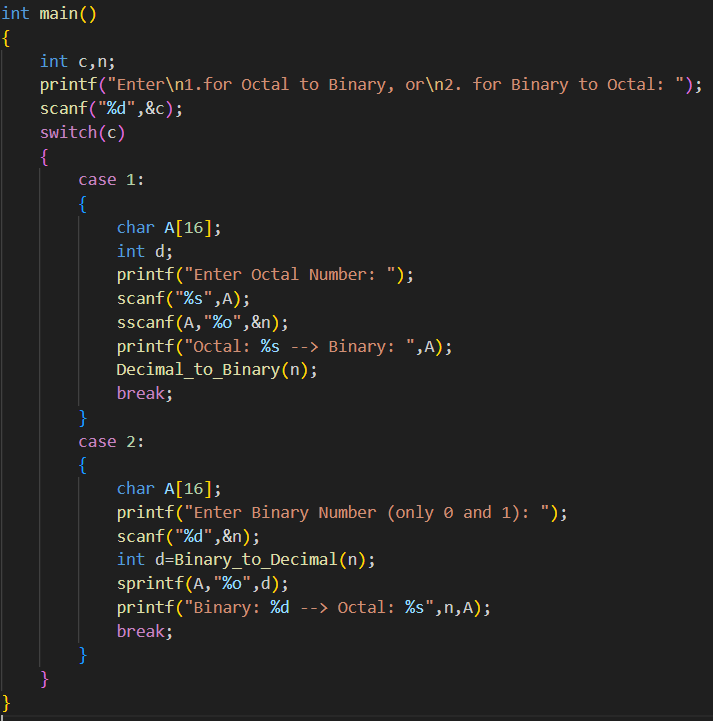 int main()
{
    int c,n;
    printf("Enter\n1.for Octal to Binary, or\n2. for Binary to Octal: ");
    scanf("%d",&c);
    switch(c)
    {
        case 1:
        {
            char A[16];
            int d;
            printf("Enter Octal Number: ");
            scanf("%s",A);
            sscanf(A,"%o",&n);
            printf("Octal: %s --> Binary: ",A);
            Decimal_to_Binary(n);
            break;
        }
        case 2:
        {
            char A[16];
            printf("Enter Binary Number (only 0 and 1): ");
            scanf("%d",&n);
            int d=Binary_to_Decimal(n);
            sprintf(A,"%o",d);
            printf("Binary: %d --> Octal: %s",n,A);
            break;
        }
    }
}